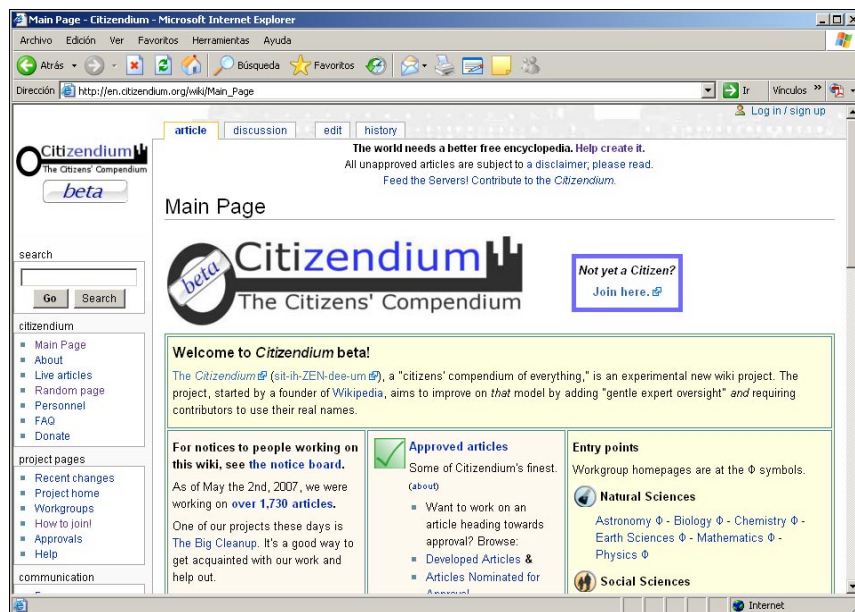 Main Page - Citizendium - Microsoft Internet Explorer
Archivo Edición Ver Favoritos Herramientas Ayuda
Atrás Búsqueda Favoritos
Dirección http://en.citizendium.org/wiki/Main_Page Ir Vínculos »
Log in / sign up
article discussion edit history
The world needs a better free encyclopedia. Help create it.
All unapproved articles are subject to a disclaimer; please read.
Feed the Servers! Contribute to the Citizendium.
Citizendium
The Citizens' Compendium
beta
search
Go Search
citizendium
Main Page
About
Live articles
Random page
Personnel
FAQ
Donate
project pages
Recent changes
Project home
Workgroups
How to join!
Approvals
Help
communication
Main Page
beta
Citizendium
The Citizens' Compendium
Not yet a Citizen?
Join here.
Welcome to Citizendium beta!
The Citizendium (sit-ih-ZEN-dee-um), a "citizens' compendium of everything," is an experimental new wiki project. The
project, started by a founder of Wikipedia, aims to improve on that model by adding "gentle expert oversight" and requiring
contributors to use their real names.
For notices to people working on
this wiki, see the notice board.
As of May the 2nd, 2007, we were
working on over 1,730 articles.
One of our projects these days is
The Big Cleanup. It's a good way to
get acquainted with our work and
help out.
Approved articles
Some of Citizendium's finest.
(about)
Want to work on an
article heading towards
approval? Browse:
Developed Articles &
Articles Nominated for
Approval
Entry points
Workgroup homepages are at the Φ symbols.
Natural Sciences
Astronomy Φ - Biology Φ - Chemistry Φ -
Earth Sciences Φ - Mathematics Φ -
Physics Φ
Social Sciences
Internet